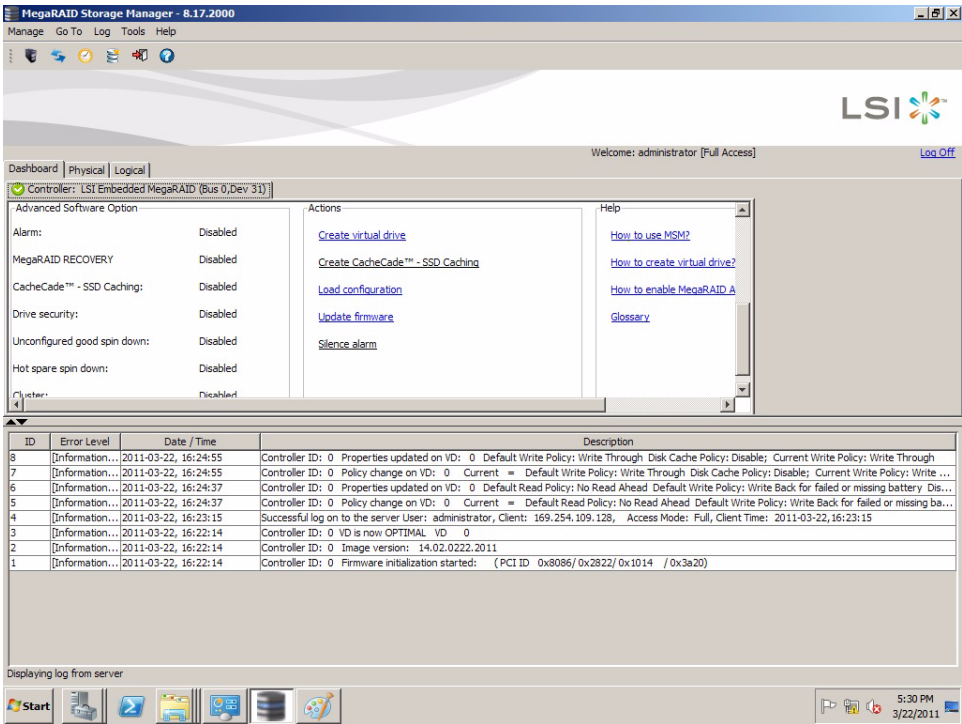 MegaRAID Storage Manager - 8.17.2000
Manage Go To Log Tools Help
LSI
Welcome: administrator [Full Access]
Log Off
Dashboard Physical Logical
Controller: LSI Embedded MegaRAID (Bus 0,Dev 31)
Advanced Software Option
Alarm: Disabled
MegaRAID RECOVERY Disabled
CacheCade™ - SSD Caching: Disabled
Drive security: Disabled
Unconfigured good spin down: Disabled
Hot spare spin down: Disabled
Cluster: Disabled
Actions
Create virtual drive
Create CacheCade™ - SSD Caching
Load configuration
Update firmware
Silence alarm
Help
How to use MSM?
How to create virtual drive?
How to enable MegaRAID A
Glossary
ID Error Level Date / Time Description
8 [Information... 2011-03-22, 16:24:55 Controller ID: 0 Properties updated on VD: 0 Default Write Policy: Write Through Disk Cache Policy: Disable; Current Write Policy: Write Through
7 [Information... 2011-03-22, 16:24:55 Controller ID: 0 Policy change on VD: 0 Current = Default Write Policy: Write Through Disk Cache Policy: Disable; Current Write Policy: Write ...
6 [Information... 2011-03-22, 16:24:37 Controller ID: 0 Properties updated on VD: 0 Default Read Policy: No Read Ahead Default Write Policy: Write Back for failed or missing battery Dis...
5 [Information... 2011-03-22, 16:24:37 Controller ID: 0 Policy change on VD: 0 Current = Default Read Policy: No Read Ahead Default Write Policy: Write Back for failed or missing ba...
4 [Information... 2011-03-22, 16:23:15 Successful log on to the server User: administrator, Client: 169.254.109.128, Access Mode: Full, Client Time: 2011-03-22,16:23:15
3 [Information... 2011-03-22, 16:22:14 Controller ID: 0 VD is now OPTIMAL VD 0
2 [Information... 2011-03-22, 16:22:14 Controller ID: 0 Image version: 14.02.0222.2011
1 [Information... 2011-03-22, 16:22:14 Controller ID: 0 Firmware initialization started: (PCI ID 0x8086/ 0x2822/ 0x1014 / 0x3a20)
Displaying log from server
Start
5:30 PM
3/22/2011